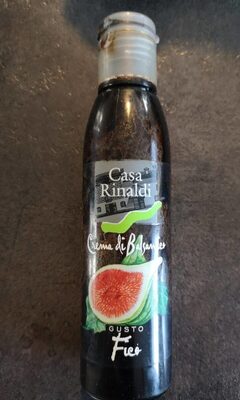 Casa
Rinaldi
Crema di Balsamico
GUSTO
Fico